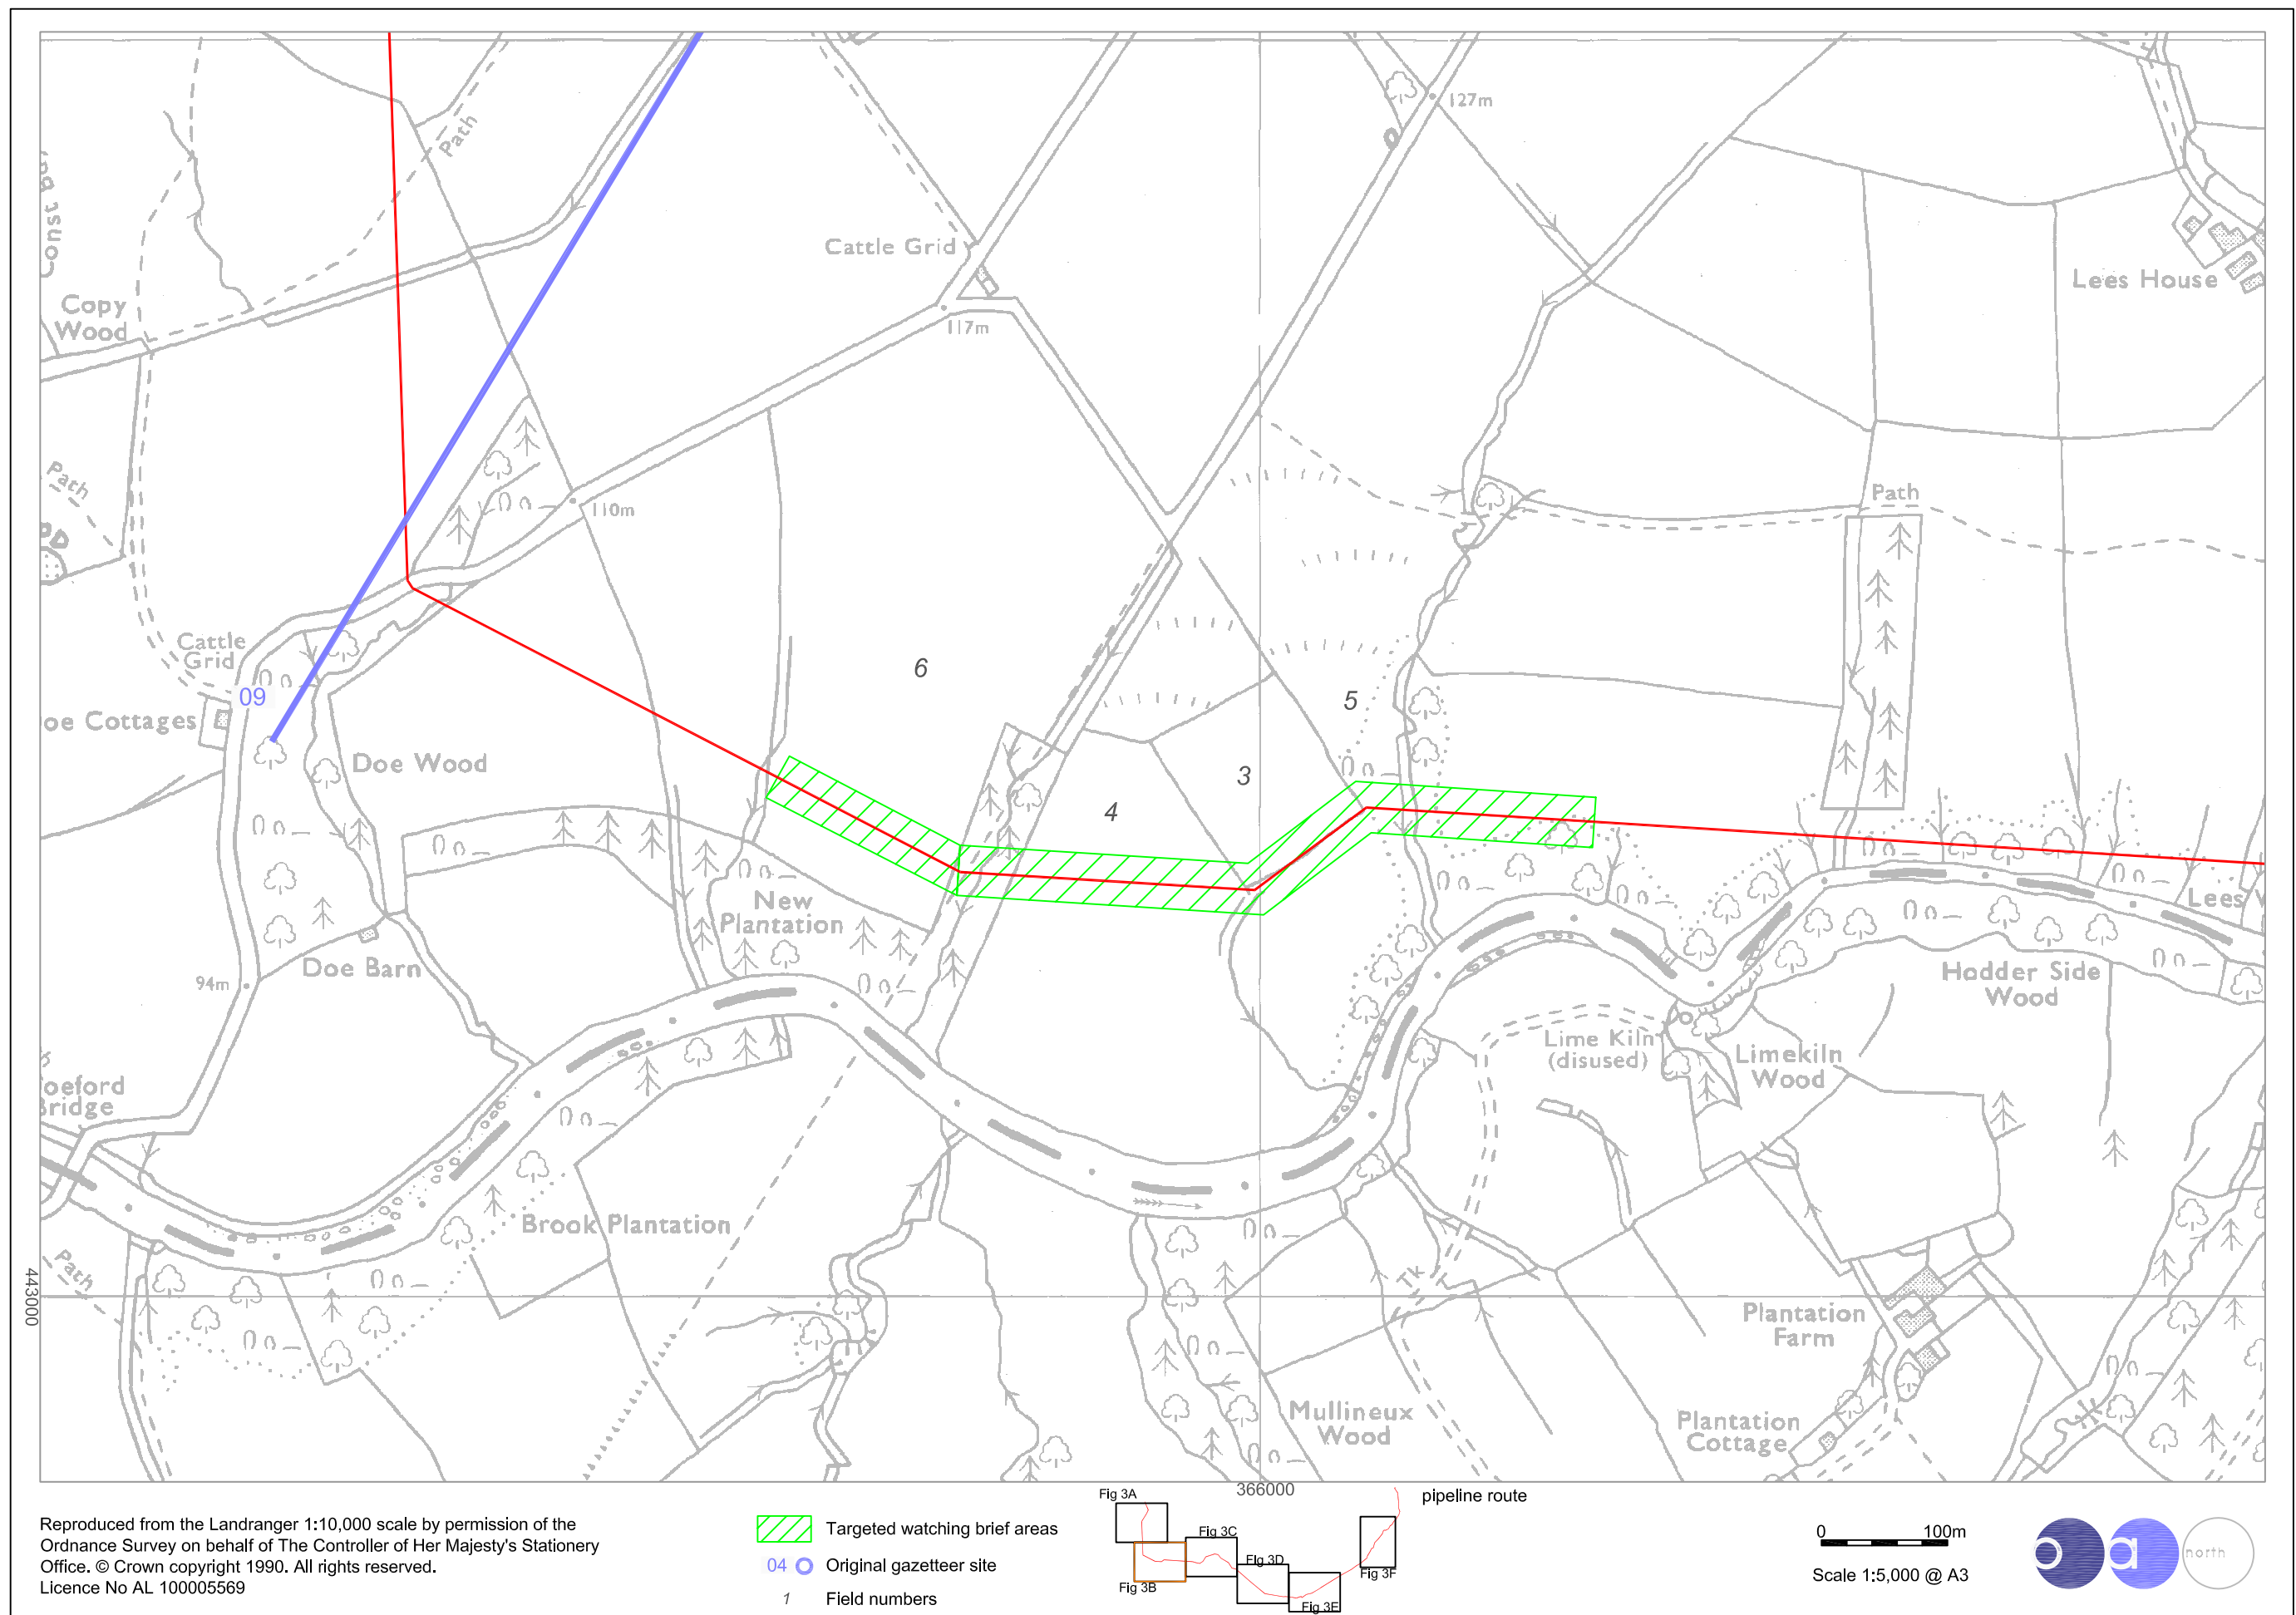 Path
127m
Const
Cattle Grid
Lees House
Copy
Wood
117m
Path
Path
110m
Cattle
Grid
6
09
5
oe Cottages
Doe Wood
3
4
New
Plantation
Lees
Doe Barn
94m
Hodder Side
Wood
Lime Kiln
(disused)
Limekiln
Wood
oeford
Bridge
Brook Plantation
Path
Tk
443000
Plantation
Farm
Mullineux
Wood
Plantation
Cottage
366000
Reproduced from the Landranger 1:10,000 scale by permission of the
Ordnance Survey on behalf of The Controller of Her Majesty's Stationery
Office. © Crown copyright 1990. All rights reserved.
Licence No AL 100005569
Targeted watching brief areas
04 Original gazetteer site
1 Field numbers
Fig 3A
Fig 3B
Fig 3C
Fig 3D
Fig 3E
Fig 3F
pipeline route
0 100m
Scale 1:5,000 @ A3
o a north